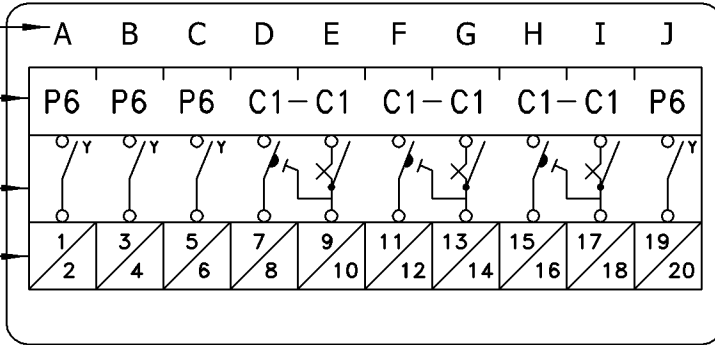 A B C D E F G H I J
P6 P6 P6 C1-C1 C1-C1 C1-C1 P6
Y Y Y Y
1 3 5 7 9 11 13 15 17 19
2 4 6 8 10 12 14 16 18 20